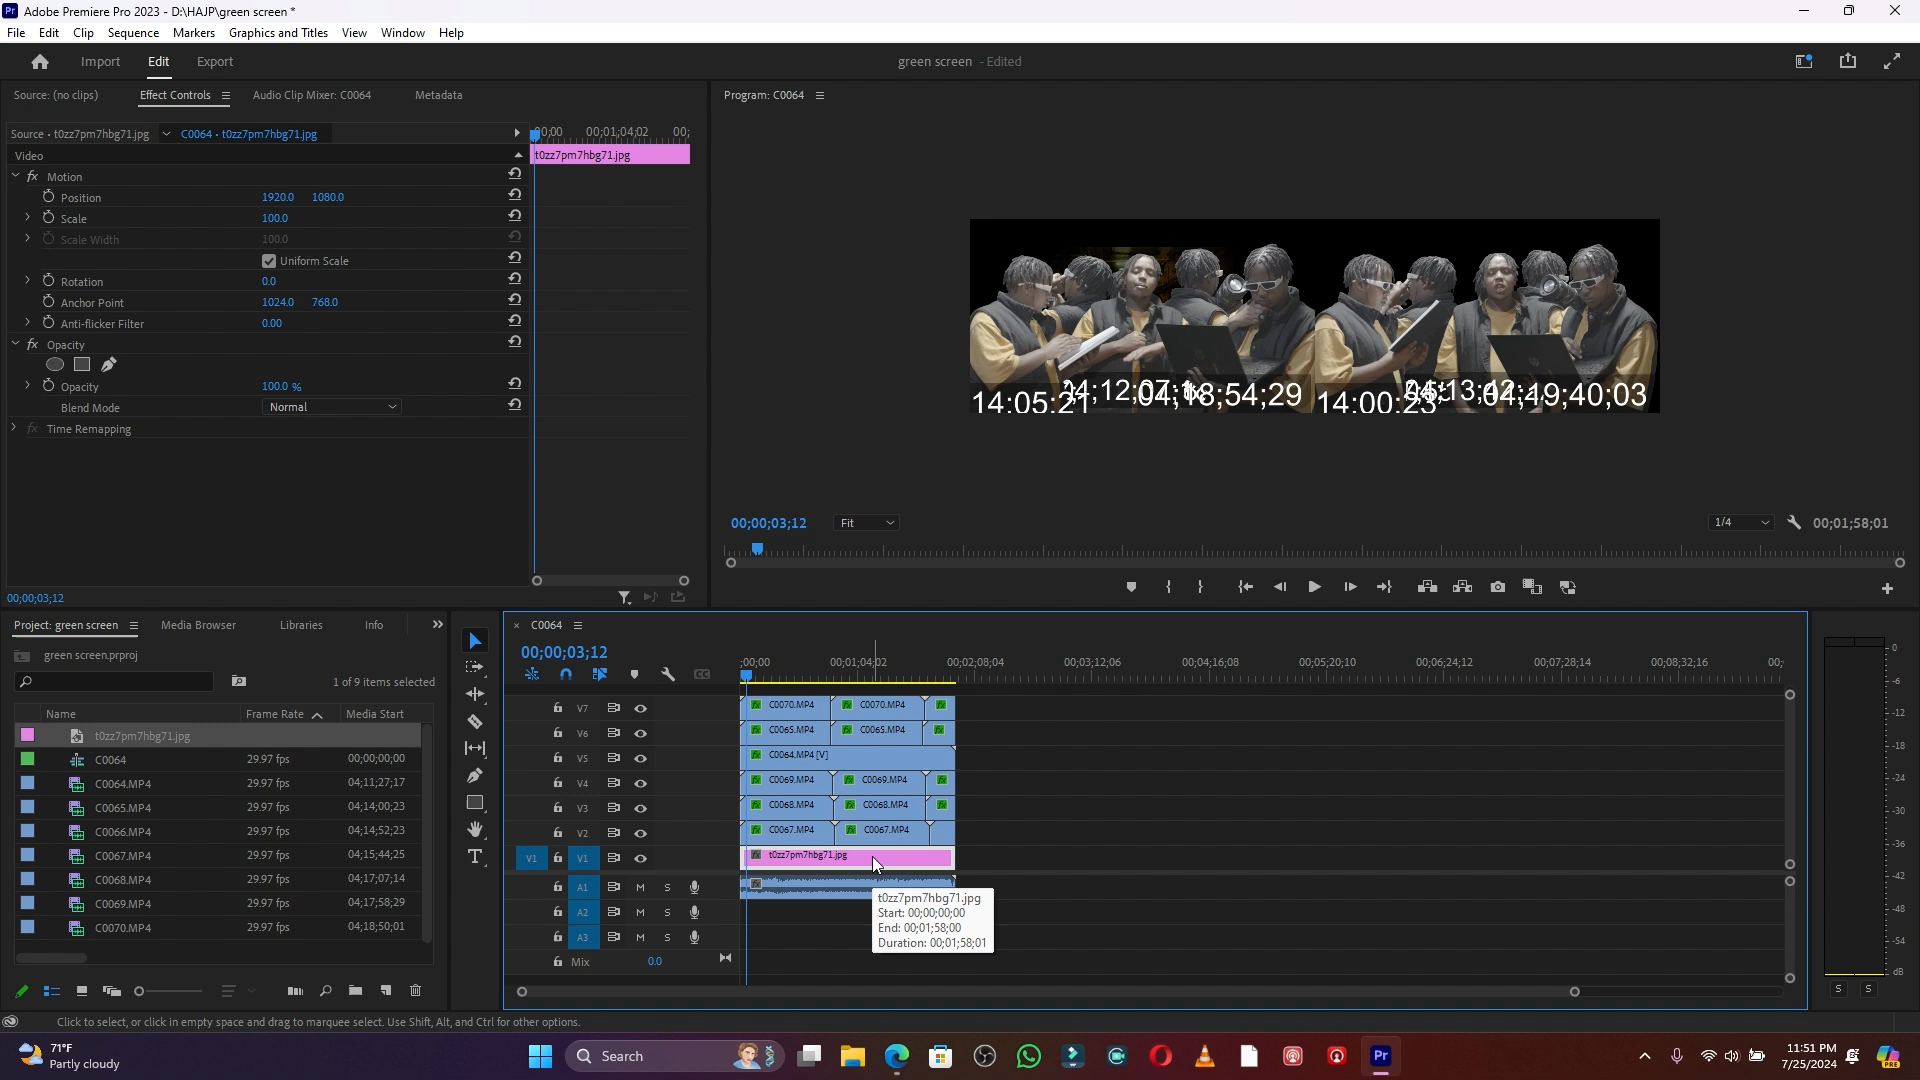 Adobe Premiere Pro 2023 - D:\HAJP\green screen *
File Edit Clip Sequence Markers Graphics and Titles View Window Help
Import Edit Export
green screen - Edited
Source: (no clips) Effect Controls Audio Clip Mixer: C0064 Metadata
Program: C0064
Source • t0zz7pm7hbg71.jpg C0064 • t0zz7pm7hbg71.jpg
00;00 00;01;04;02 00;
Video
t0zz7pm7hbg71.jpg
fx Motion
Position 1920.0 1080.0
Scale 100.0
Scale Width 100.0
Uniform Scale
Rotation 0.0
Anchor Point 1024.0 768.0
Anti-flicker Filter 0.00
fx Opacity
Opacity 100.0 %
Blend Mode Normal
fx Time Remapping
14:05:21 04;18;54;29 14:00:23 04;19;40;03
00;00;03;12 Fit 1/4 00;01;58;01
00;00;03;12
Project: green screen Media Browser Libraries Info
green screen.prproj
1 of 9 items selected
Name Frame Rate Media Start
t0zz7pm7hbg71.jpg
C0064 29.97 fps 00;00;00;00
C0064.MP4 29.97 fps 04;11;27;17
C0065.MP4 29.97 fps 04;14;00;23
C0066.MP4 29.97 fps 04;14;52;23
C0067.MP4 29.97 fps 04;15;44;25
C0068.MP4 29.97 fps 04;17;07;14
C0069.MP4 29.97 fps 04;17;58;29
C0070.MP4 29.97 fps 04;18;50;01
C0064
00;00;03;12
;00;00 00;01;04;02 00;02;08;04 00;03;12;06 00;04;16;08 00;05;20;10 00;06;24;12 00;07;28;14 00;08;32;16 00;
V7 C0070.MP4 C0070.MP4
V6 C0065.MP4 C0065.MP4
V5 C0064.MP4 [V]
V4 C0069.MP4 C0069.MP4
V3 C0068.MP4 C0068.MP4
V2 C0067.MP4 C0067.MP4
V1 V1 t0zz7pm7hbg71.jpg
A1 M S
A2 M S
A3 M S
Mix 0.0
t0zz7pm7hbg71.jpg
Start: 00;00;00;00
End: 00;01;58;00
Duration: 00;01;58;01
0
-6
-12
-18
-24
-30
-36
-42
-48
-54
dB
S S
Click to select, or click in empty space and drag to marquee select. Use Shift, Alt, and Ctrl for other options.
71°F
Partly cloudy
Search
11:51 PM
7/25/2024